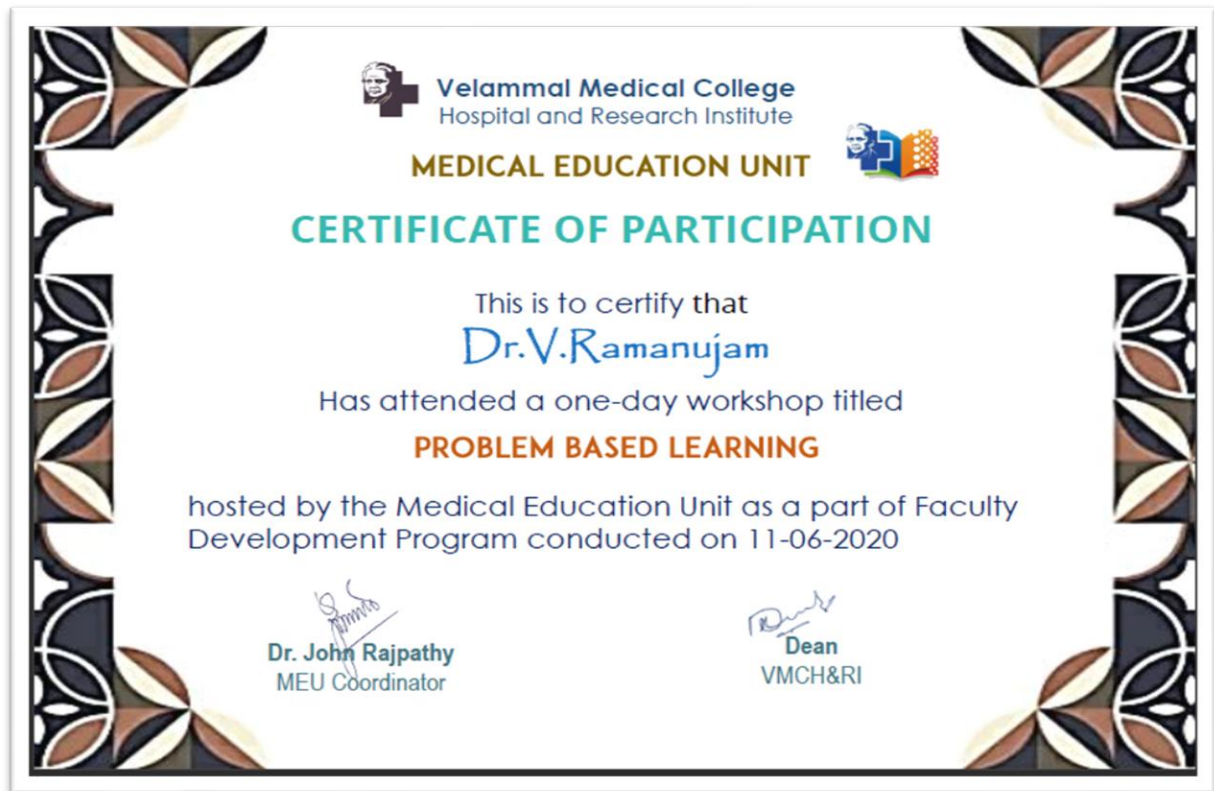 Velammal Medical College
Hospital and Research Institute
MEDICAL EDUCATION UNIT
CERTIFICATE OF PARTICIPATION
This is to certify that
Dr.V.Ramanujam
Has attended a one-day workshop titled
PROBLEM BASED LEARNING
hosted by the Medical Education Unit as a part of Faculty
Development Program conducted on 11-06-2020
Dr. John Rajpathy
MEU Coordinator
Dean
VMCH&RI